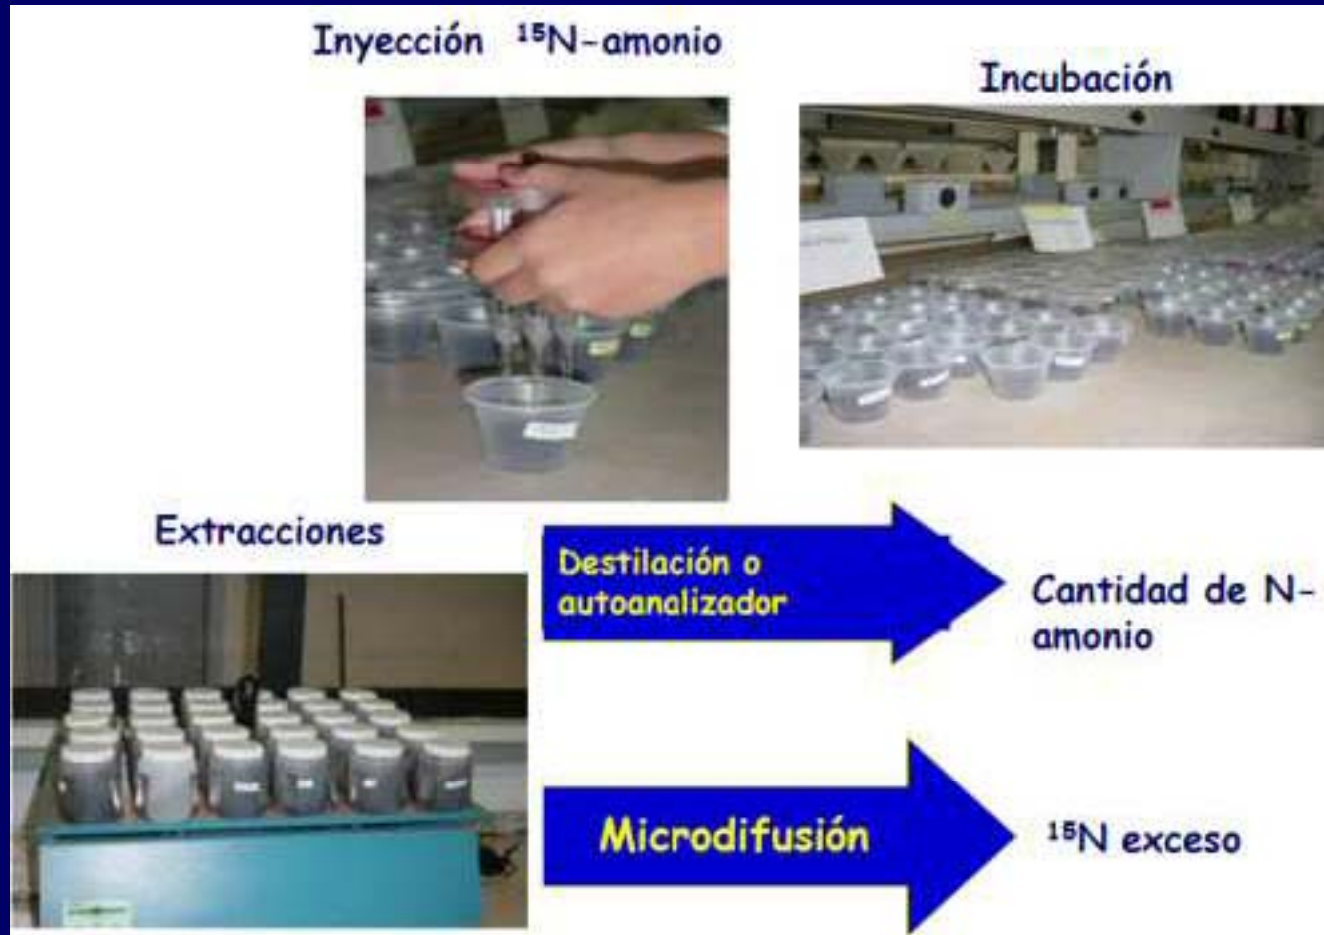 Inyección ¹⁵N-amonio
Incubación
Extracciones
Destilación o
autoanalizador
Cantidad de N-
amonio
Microdifusión
¹⁵N exceso